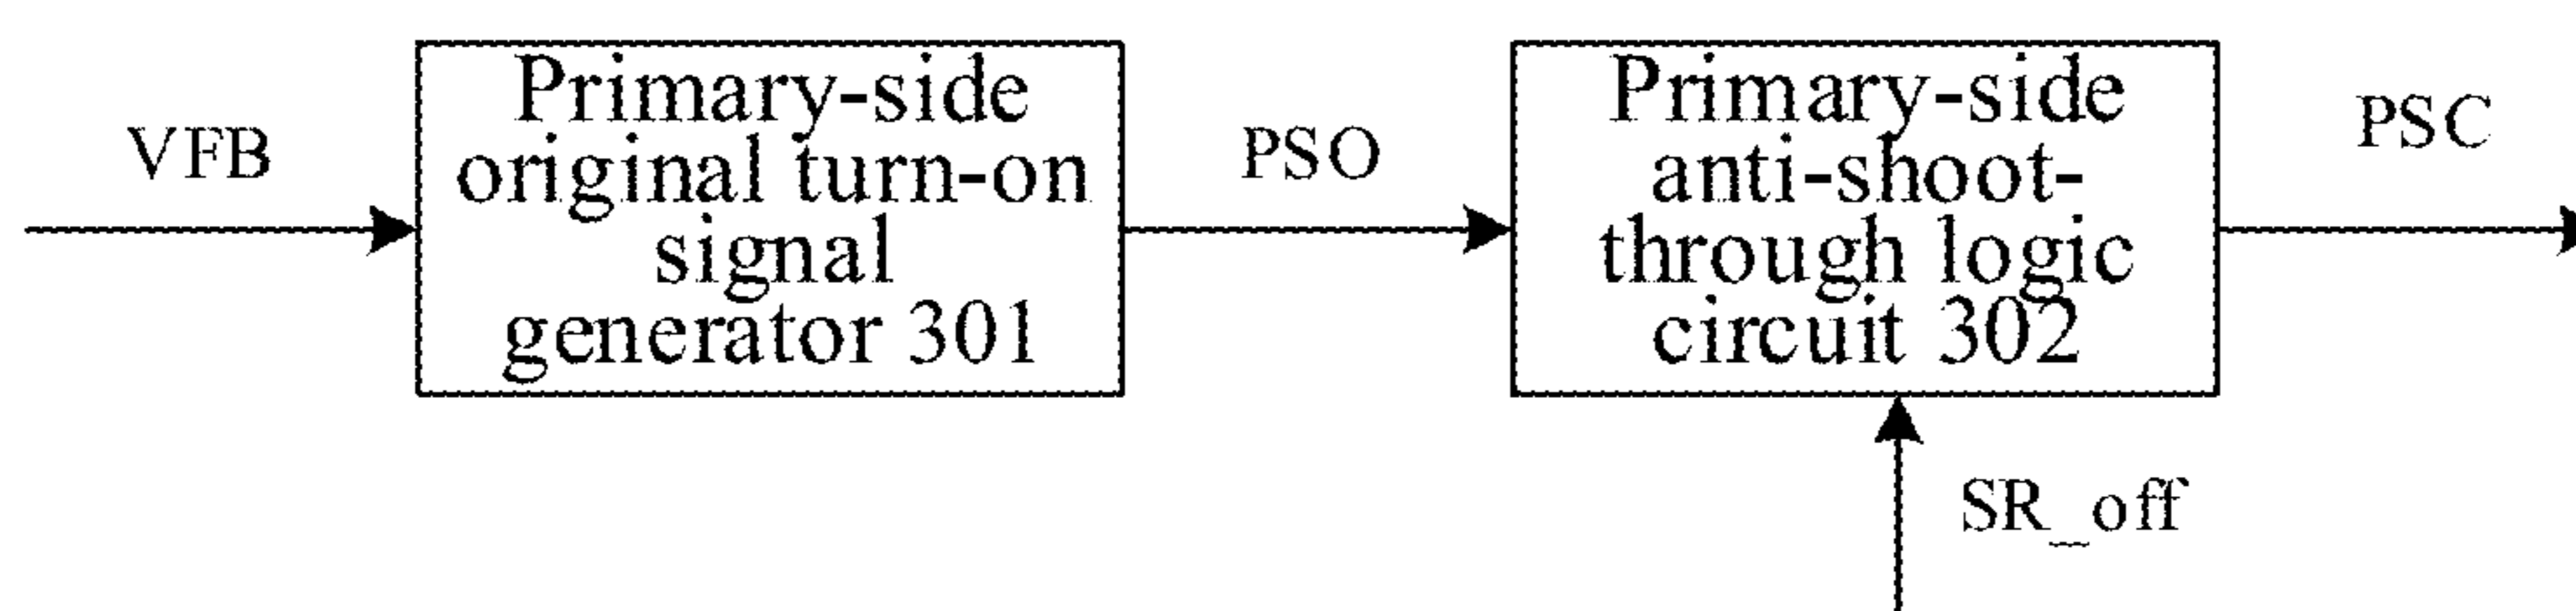 VFB
Primary-side
original turn-on
signal
generator 301
PSO
Primary-side
anti-shoot-
through logic
circuit 302
PSC
SR_off